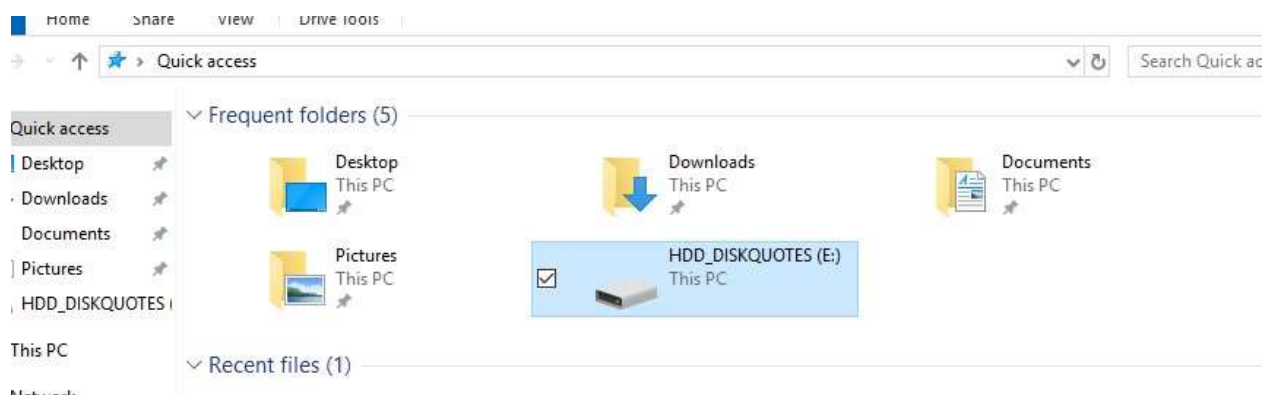 Home Share View Drive Tools
Quick access
Search Quick ac
Quick access
Desktop
Downloads
Documents
Pictures
HDD_DISKQUOTES (
This PC
Network
Frequent folders (5)
Desktop
This PC
Downloads
This PC
Documents
This PC
Pictures
This PC
HDD_DISKQUOTES (E:)
This PC
Recent files (1)